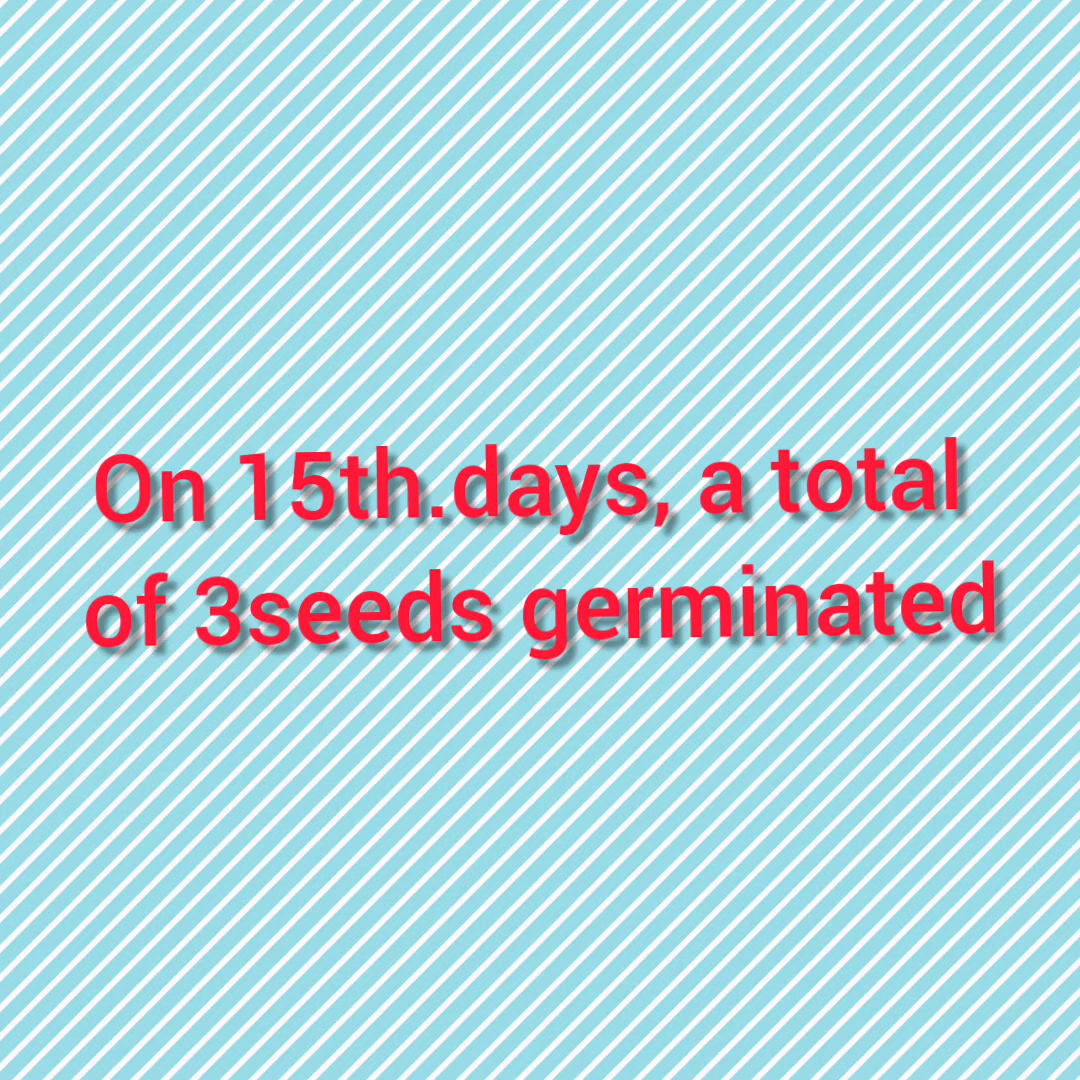 On 15th.days, a total
of 3seeds germinated